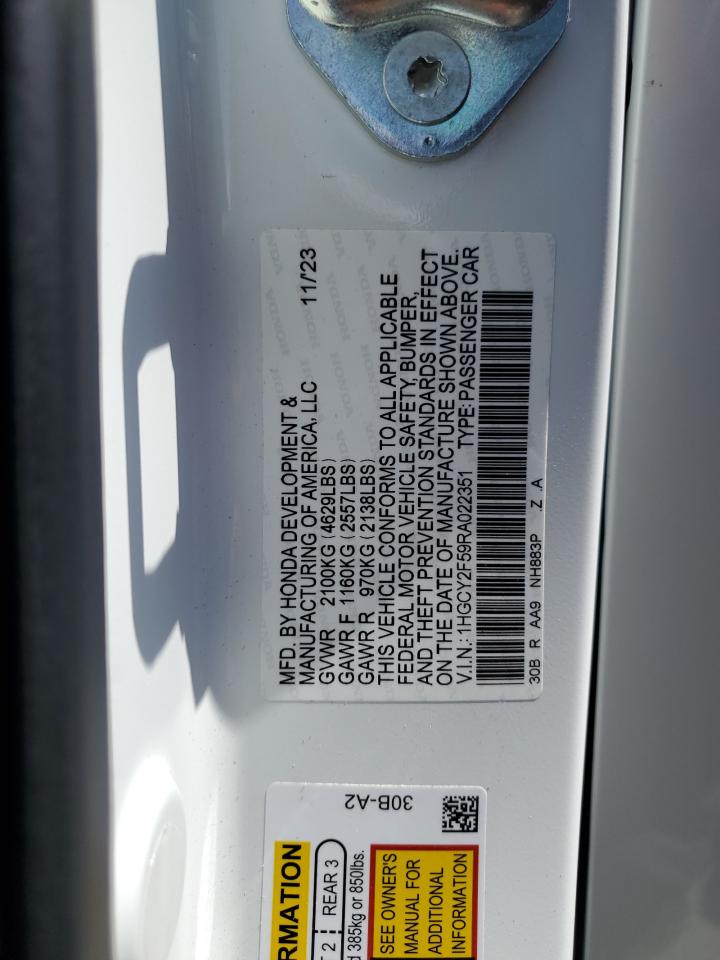 MFD. BY HONDA DEVELOPMENT &
MANUFACTURING OF AMERICA, LLC 11/'23
GVWR 2100KG (4629LBS)
GAWR F 1160KG (2557LBS)
GAWR R 970KG (2138LBS)
THIS VEHICLE CONFORMS TO ALL APPLICABLE
FEDERAL MOTOR VEHICLE SAFETY, BUMPER,
AND THEFT PREVENTION STANDARDS IN EFFECT
ON THE DATE OF MANUFACTURE SHOWN ABOVE.
V.I.N.: 1HGCY2F59RA022351 TYPE: PASSENGER CAR
30B R AA9 NH883P .Z .A
30B-A2
RMATION
2 REAR 3
385kg or 850lbs.
SEE OWNER'S
MANUAL FOR
ADDITIONAL
INFORMATION